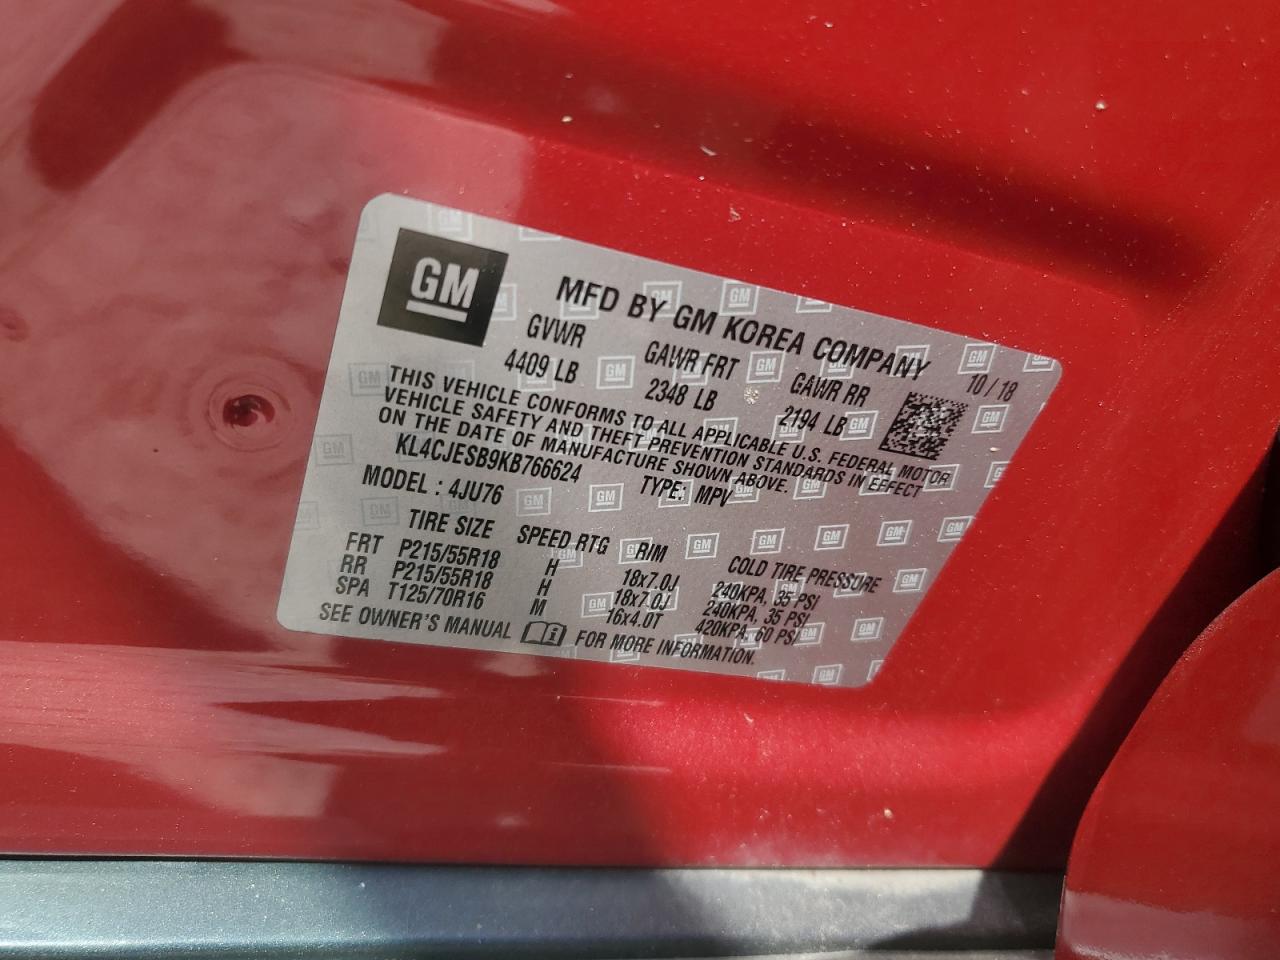 GM
MFD BY GM KOREA COMPANY
10 / 18
GVWR GAWR FRT GAWR RR
4409 LB 2348 LB 2194 LB
THIS VEHICLE CONFORMS TO ALL APPLICABLE U.S. FEDERAL MOTOR
VEHICLE SAFETY AND THEFT PREVENTION STANDARDS IN EFFECT
ON THE DATE OF MANUFACTURE SHOWN ABOVE.
KL4CJESB9KB766624 TYPE: MPV
MODEL : 4JU76
TIRE SIZE SPEED RTG RIM COLD TIRE PRESSURE
FRT P215/55R18 H 18x7.0J 240KPA, 35 PSI
RR P215/55R18 H 18x7.0J 240KPA, 35 PSI
SPA T125/70R16 M 16x4.0T 420KPA, 60 PSI
SEE OWNER'S MANUAL FOR MORE INFORMATION.